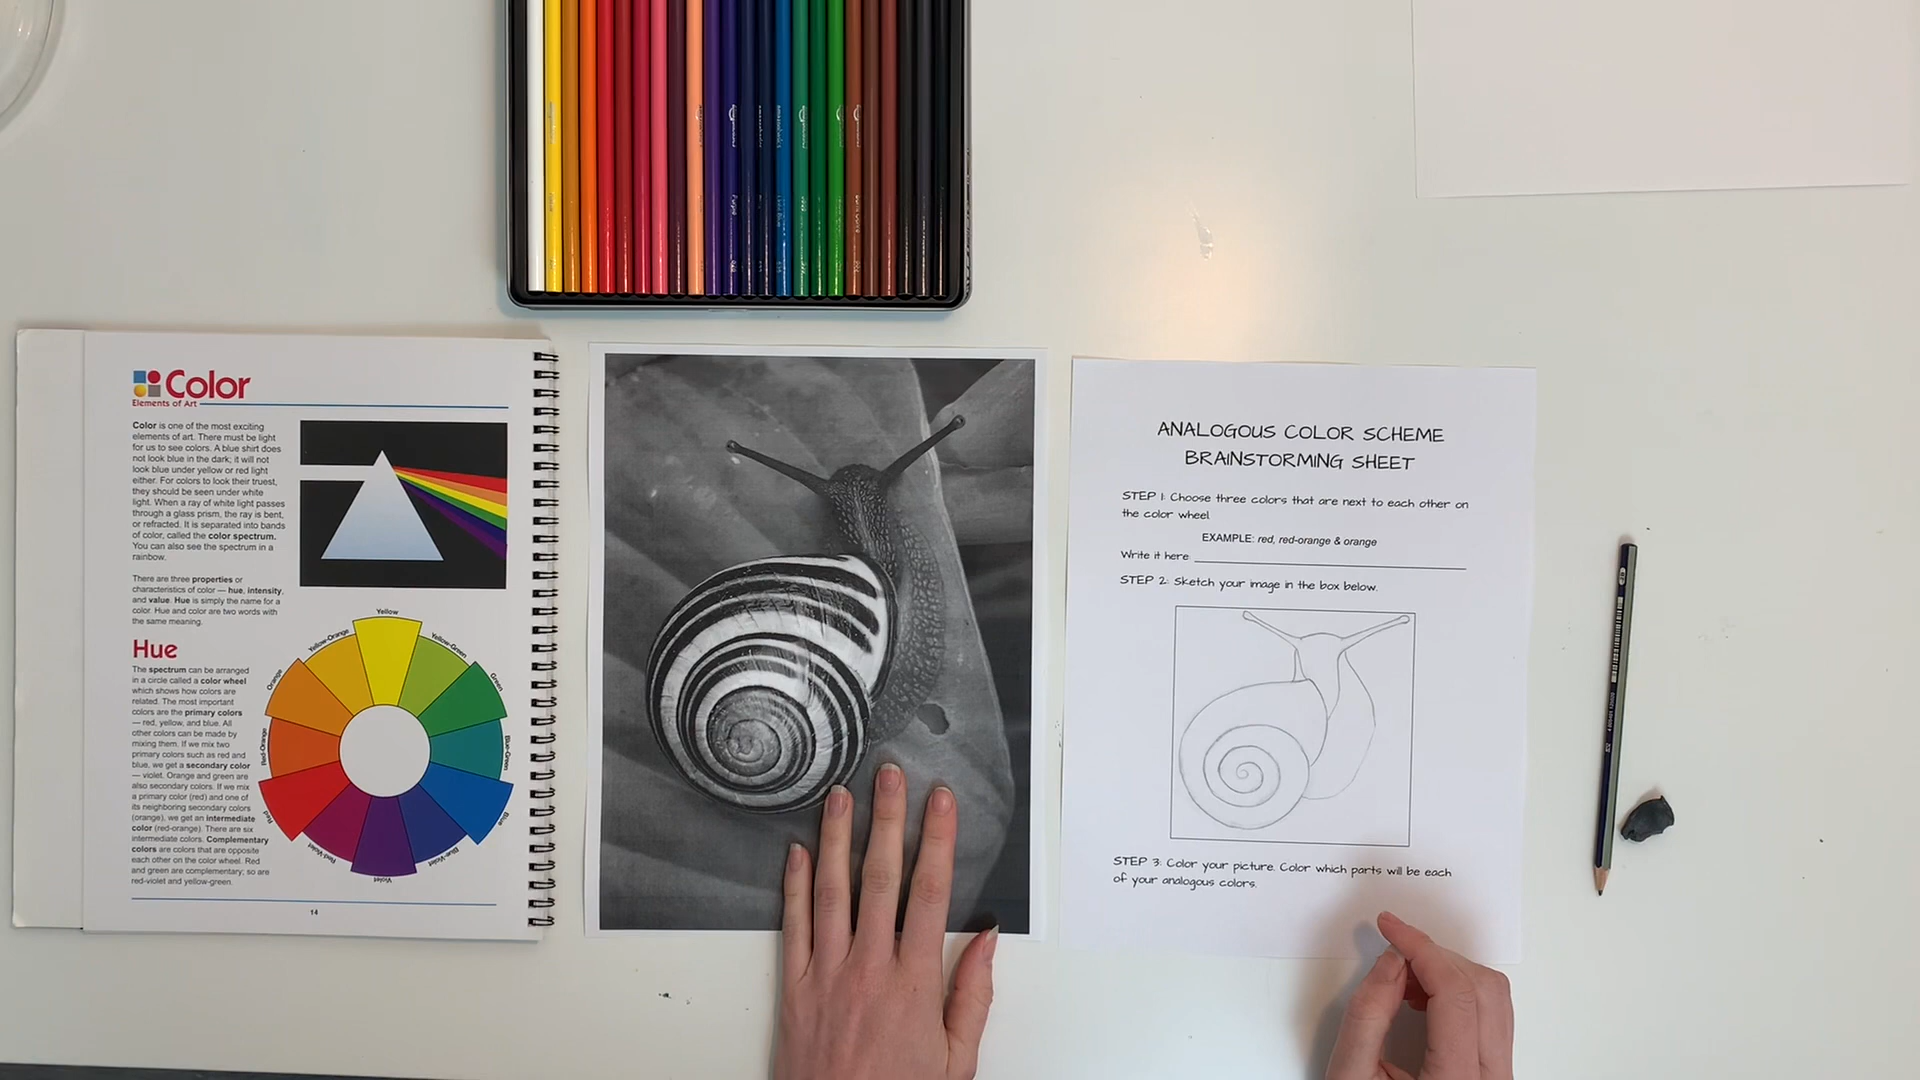 Color
Elements of Art
Color is one of the most exciting
elements of art. There must be light
for us to see colors. A blue shirt does
not look blue in the dark; it will not
look blue under yellow or red light
either. For colors to look their truest,
they should be seen under white
light. When a ray of white light passes
through a glass prism, the ray is bent,
or refracted. It is separated into bands
of color, called the color spectrum.
You can also see the spectrum in a
rainbow.
There are three properties or
characteristics of color — hue, intensity,
and value. Hue is simply the name for a
color. Hue and color are two words with
the same meaning.
Hue
The spectrum can be arranged
in a circle called a color wheel
which shows how colors are
related. The most important
colors are the primary colors
— red, yellow, and blue. All
other colors can be made by
mixing them. If we mix two
primary colors such as red and
blue, we get a secondary color
— violet. Orange and green are
also secondary colors. If we mix
a primary color (red) and one of
its neighboring secondary colors
(orange), we get an intermediate
color (red-orange). There are six
intermediate colors. Complementary
colors are colors that are opposite
each other on the color wheel. Red
and green are complementary; so are
red-violet and yellow-green.
Yellow
Yellow-Green
Green
Blue-Green
Blue
Blue-Violet
Violet
Red-Violet
Red
Red-Orange
Orange
Yellow-Orange
14
ANALOGOUS COLOR SCHEME
BRAINSTORMING SHEET
STEP 1: Choose three colors that are next to each other on
the color wheel
EXAMPLE: red, red-orange & orange
Write it here
STEP 2: Sketch your image in the box below.
STEP 3: Color your picture. Color which parts will be each
of your analogous colors.